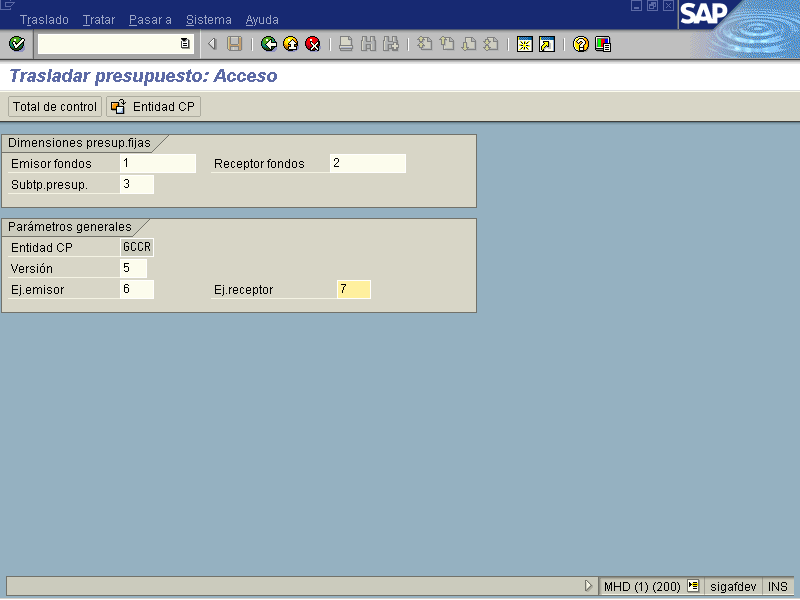 Traslado Tratar Pasar a Sistema Ayuda
SAP
Trasladar presupuesto: Acceso
Total de control Entidad CP
Dimensiones presup.fijas
Emisor fondos 1 Receptor fondos 2
Subtp.presup. 3
Parámetros generales
Entidad CP GCCR
Versión 5
Ej.emisor 6 Ej.receptor 7
MHD (1) (200) sigafdev INS